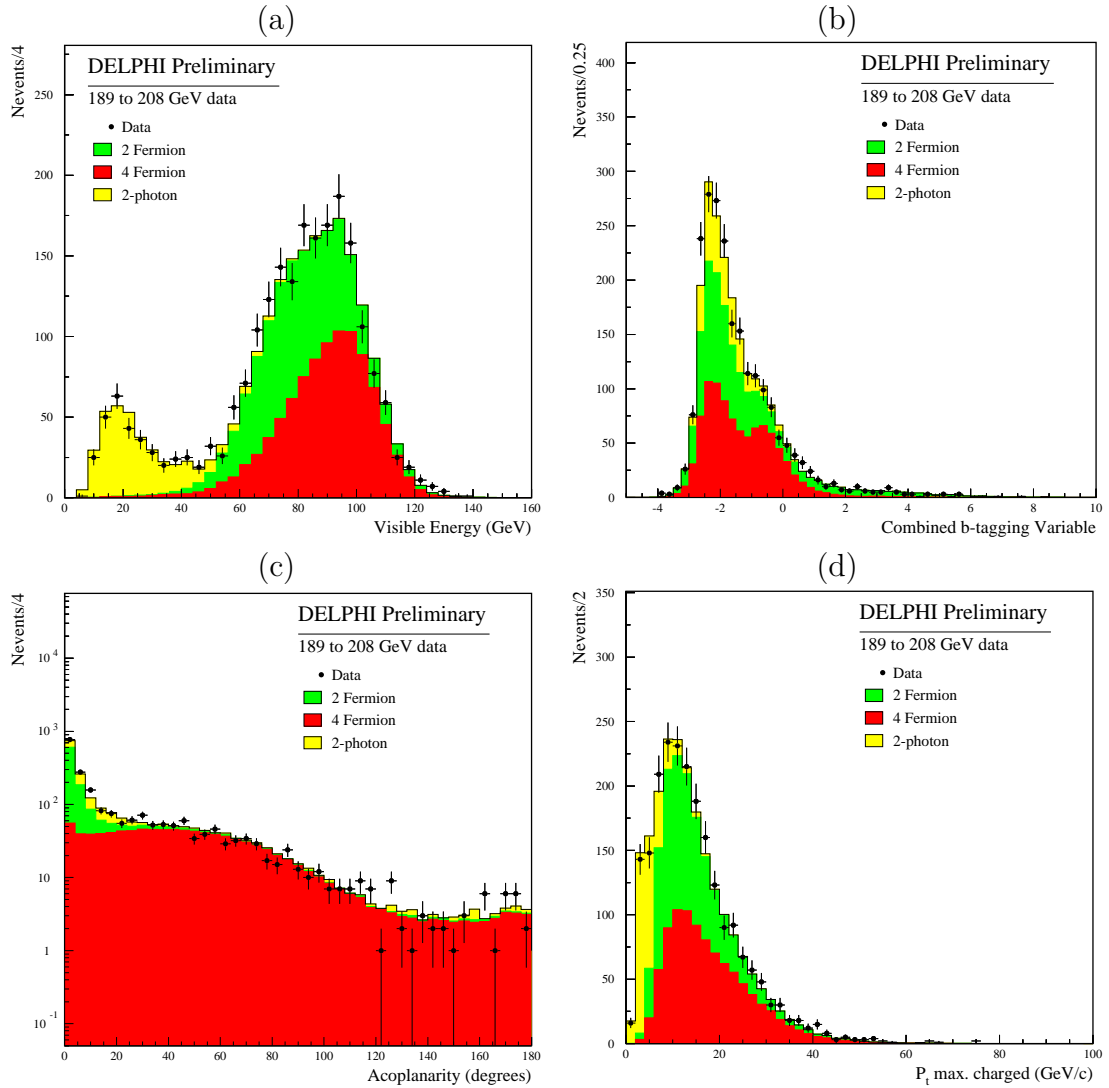 (a)
Nevents/4
DELPHI Preliminary
189 to 208 GeV data
Data
2 Fermion
4 Fermion
2-photon
250
200
150
100
50
0
0 20 40 60 80 100 120 140 160
Visible Energy (GeV)
(b)
Nevents/0.25
DELPHI Preliminary
189 to 208 GeV data
Data
2 Fermion
4 Fermion
2-photon
400
350
300
250
200
150
100
50
0
-4 -2 0 2 4 6 8 10
Combined b-tagging Variable
(c)
Nevents/4
DELPHI Preliminary
189 to 208 GeV data
Data
2 Fermion
4 Fermion
2-photon
10^4
10^3
10^2
10
1
10^-1
0 20 40 60 80 100 120 140 160 180
Acoplanarity (degrees)
(d)
Nevents/2
DELPHI Preliminary
189 to 208 GeV data
Data
2 Fermion
4 Fermion
2-photon
350
300
250
200
150
100
50
0
0 20 40 60 80 100
P_t max. charged (GeV/c)